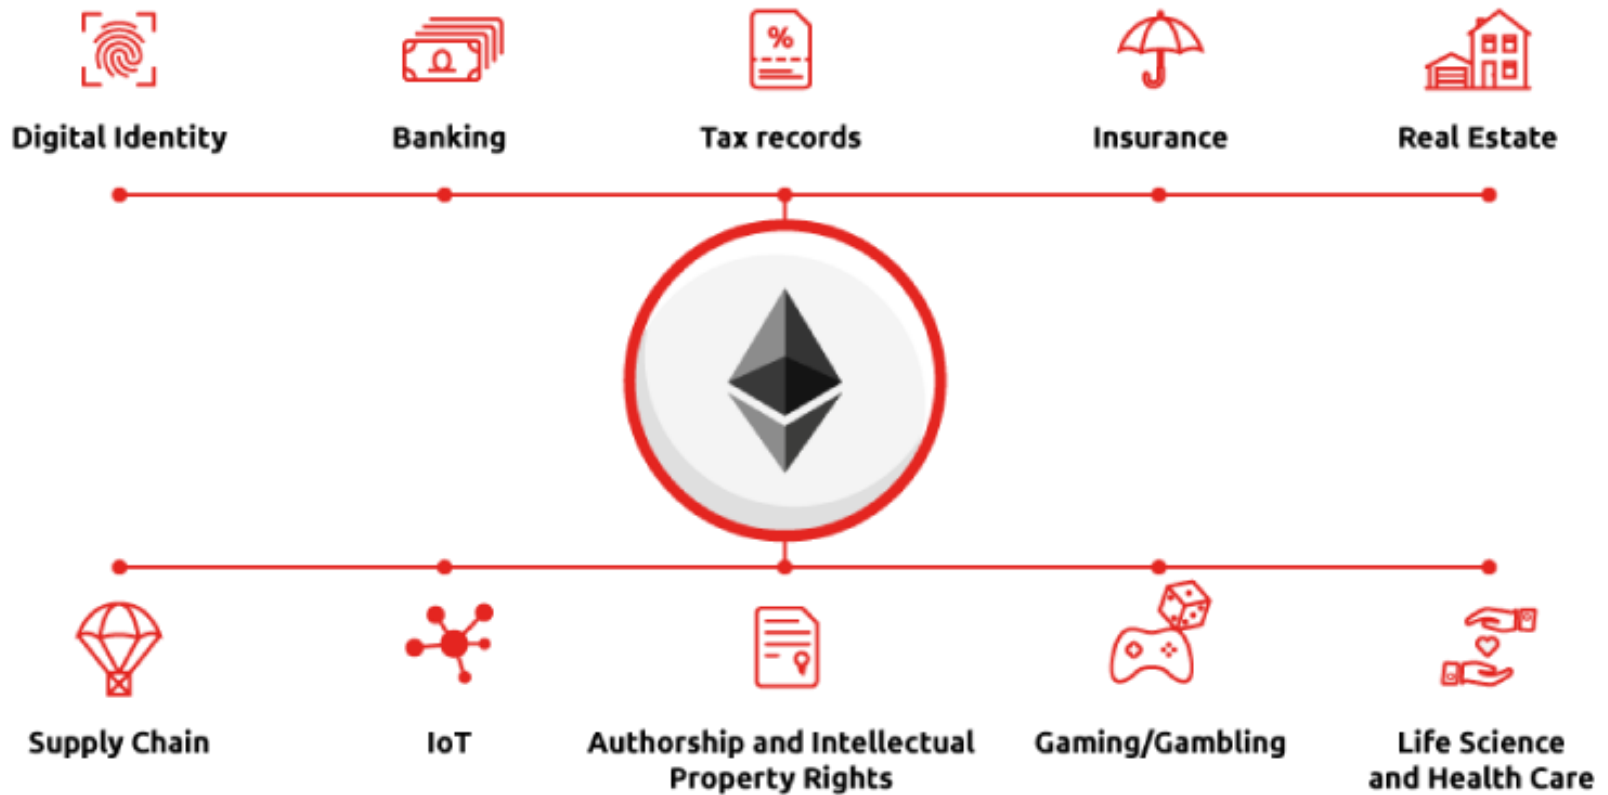 %
Digital Identity
Banking
Tax records
Insurance
Real Estate
Supply Chain
IoT
Authorship and Intellectual
Property Rights
Gaming/Gambling
Life Science
and Health Care